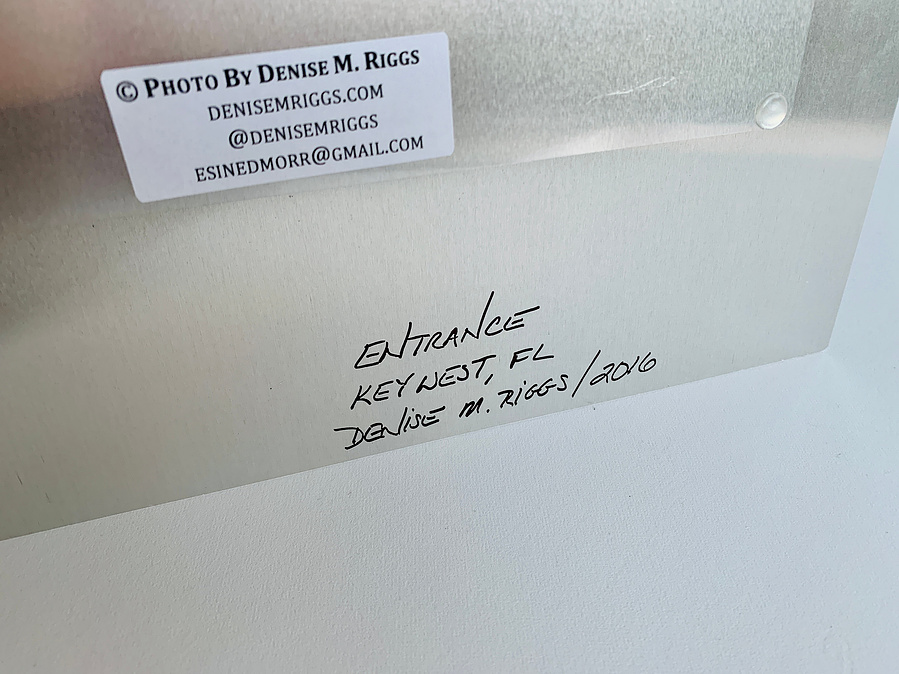 © PHOTO BY DENISE M. RIGGS
DENISEMRIGGS.COM
@DENISEMRIGGS
ESINEDMORR@GMAIL.COM
ENTRANCE
KEY WEST, FL
DENISE M. RIGGS/2016